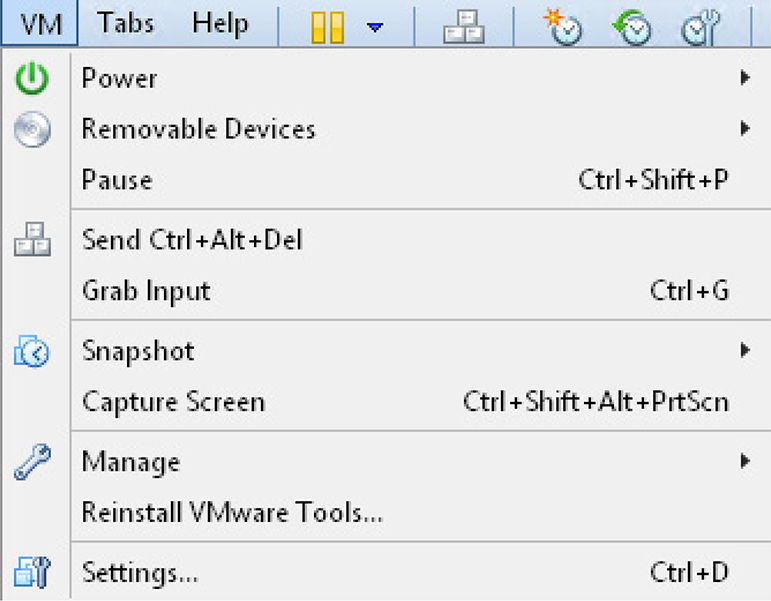 VM Tabs Help
Power
Removable Devices
Pause Ctrl+Shift+P
Send Ctrl+Alt+Del
Grab Input Ctrl+G
Snapshot
Capture Screen Ctrl+Shift+Alt+PrtScn
Manage
Reinstall VMware Tools...
Settings... Ctrl+D